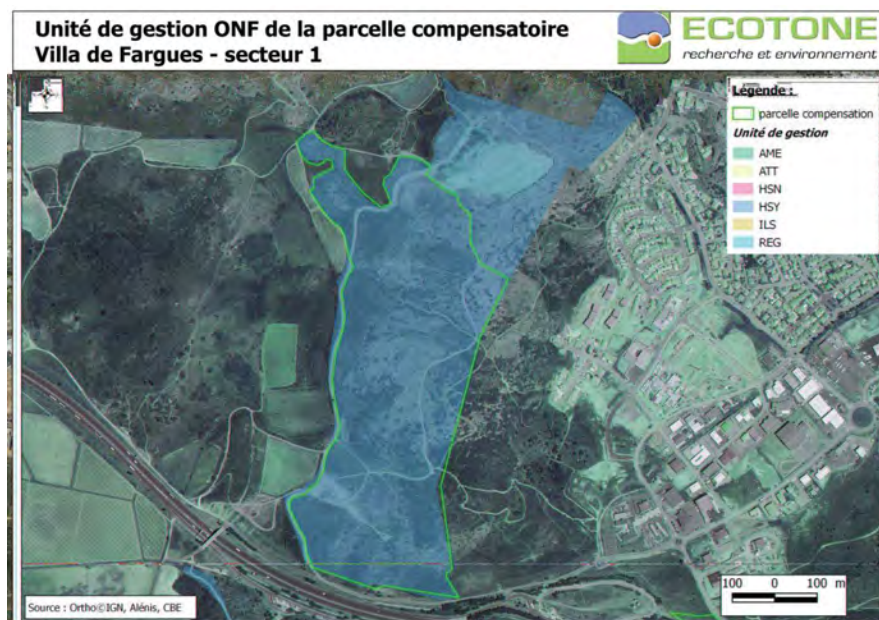 Unité de gestion ONF de la parcelle compensatoire
Villa de Fargues - secteur 1
ECOTONE
recherche et environnement
Légende :
parcelle compensation
Unité de gestion
AME
ATT
HSN
HSY
ILS
REG
100 0 100 m
Source : Ortho©IGN, Alénis, CBE